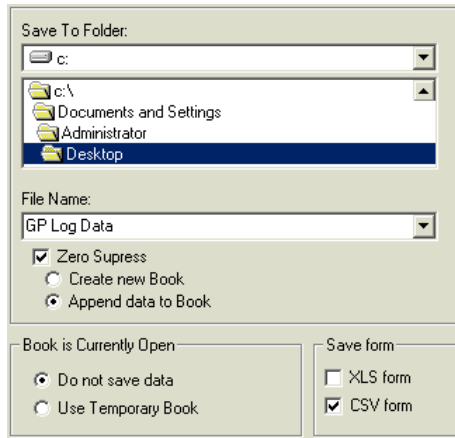 Save To Folder:
c:
c:\
Documents and Settings
Administrator
Desktop
File Name:
GP Log Data
Zero Supress
Create new Book
Append data to Book
Book is Currently Open
Do not save data
Use Temporary Book
Save form
XLS form
CSV form